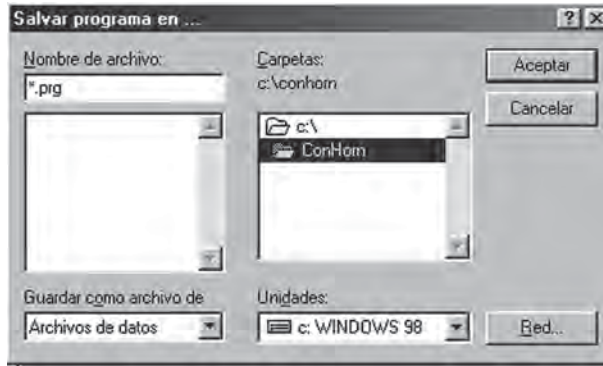 Salvar programa en ...
Nombre de archivo:
*.prg
Carpetas:
c:\conhorn
c:\
ConHorn
Aceptar
Cancelar
Guardar como archivo de
Archivos de datos
Unidades:
c: WINDOWS 98
Red...